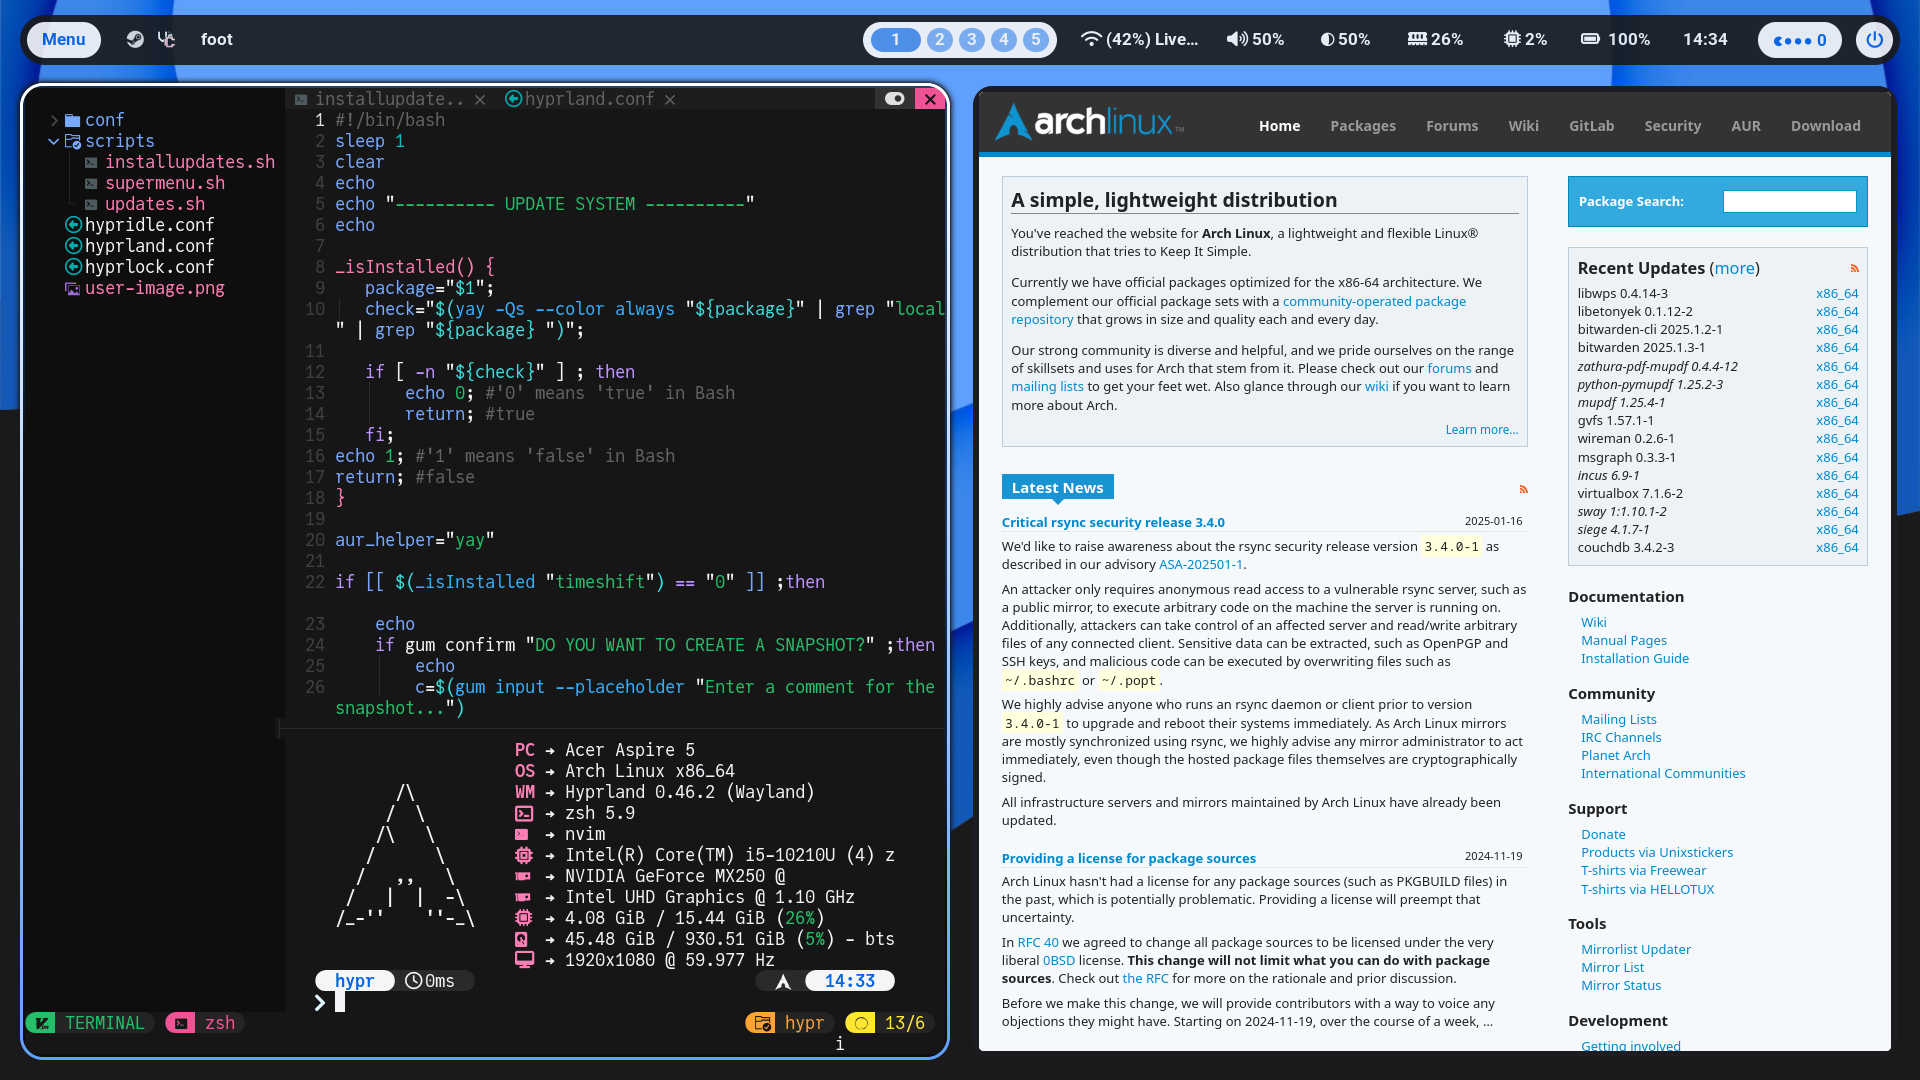 Menu foot 1 2 3 4 5 (42%) Live... 50% 50% 26% 2% 100% 14:34 0
installupdate.. × hyprland.conf ×
conf
scripts
installupdates.sh
supermenu.sh
updates.sh
hypridle.conf
hyprland.conf
hyprlock.conf
user-image.png
1 #!/bin/bash
2 sleep 1
3 clear
4 echo
5 echo "---------- UPDATE SYSTEM ----------"
6 echo
7
8 _isInstalled() {
9 package="$1";
10 check="$(yay -Qs --color always "${package}" | grep "local
" | grep "${package} ")";
11
12 if [ -n "${check}" ] ; then
13 echo 0; #'0' means 'true' in Bash
14 return; #true
15 fi;
16 echo 1; #'1' means 'false' in Bash
17 return; #false
18 }
19
20 aur_helper="yay"
21
22 if [[ $(_isInstalled "timeshift") == "0" ]] ;then
23 echo
24 if gum confirm "DO YOU WANT TO CREATE A SNAPSHOT?" ;then
25 echo
26 c=$(gum input --placeholder "Enter a comment for the
snapshot...")
PC → Acer Aspire 5
OS → Arch Linux x86_64
WM → Hyprland 0.46.2 (Wayland)
→ zsh 5.9
→ nvim
→ Intel(R) Core(TM) i5-10210U (4) z
→ NVIDIA GeForce MX250 @
→ Intel UHD Graphics @ 1.10 GHz
→ 4.08 GiB / 15.44 GiB (26%)
→ 45.48 GiB / 930.51 GiB (5%) - bts
→ 1920x1080 @ 59.977 Hz
hypr 0ms 14:33
❯
TERMINAL zsh hypr 13/6
i
archlinux™
Home Packages Forums Wiki GitLab Security AUR Download
A simple, lightweight distribution
You've reached the website for Arch Linux, a lightweight and flexible Linux®
distribution that tries to Keep It Simple.
Currently we have official packages optimized for the x86-64 architecture. We
complement our official package sets with a community-operated package
repository that grows in size and quality each and every day.
Our strong community is diverse and helpful, and we pride ourselves on the range
of skillsets and uses for Arch that stem from it. Please check out our forums and
mailing lists to get your feet wet. Also glance through our wiki if you want to learn
more about Arch.
Learn more...
Latest News
Critical rsync security release 3.4.0 2025-01-16
We'd like to raise awareness about the rsync security release version 3.4.0-1 as
described in our advisory ASA-202501-1.
An attacker only requires anonymous read access to a vulnerable rsync server, such as
a public mirror, to execute arbitrary code on the machine the server is running on.
Additionally, attackers can take control of an affected server and read/write arbitrary
files of any connected client. Sensitive data can be extracted, such as OpenPGP and
SSH keys, and malicious code can be executed by overwriting files such as
~/.bashrc or ~/.popt.
We highly advise anyone who runs an rsync daemon or client prior to version
3.4.0-1 to upgrade and reboot their systems immediately. As Arch Linux mirrors
are mostly synchronized using rsync, we highly advise any mirror administrator to act
immediately, even though the hosted package files themselves are cryptographically
signed.
All infrastructure servers and mirrors maintained by Arch Linux have already been
updated.
Providing a license for package sources 2024-11-19
Arch Linux hasn't had a license for any package sources (such as PKGBUILD files) in
the past, which is potentially problematic. Providing a license will preempt that
uncertainty.
In RFC 40 we agreed to change all package sources to be licensed under the very
liberal 0BSD license. This change will not limit what you can do with package
sources. Check out the RFC for more on the rationale and prior discussion.
Before we make this change, we will provide contributors with a way to voice any
objections they might have. Starting on 2024-11-19, over the course of a week, ...
Package Search:
Recent Updates (more)
libwps 0.4.14-3 x86_64
libetonyek 0.1.12-2 x86_64
bitwarden-cli 2025.1.2-1 x86_64
bitwarden 2025.1.3-1 x86_64
zathura-pdf-mupdf 0.4.4-12 x86_64
python-pymupdf 1.25.2-3 x86_64
mupdf 1.25.4-1 x86_64
gvfs 1.57.1-1 x86_64
wireman 0.2.6-1 x86_64
msgraph 0.3.3-1 x86_64
incus 6.9-1 x86_64
virtualbox 7.1.6-2 x86_64
sway 1:1.10.1-2 x86_64
siege 4.1.7-1 x86_64
couchdb 3.4.2-3 x86_64
Documentation
Wiki
Manual Pages
Installation Guide
Community
Mailing Lists
IRC Channels
Planet Arch
International Communities
Support
Donate
Products via Unixstickers
T-shirts via Freewear
T-shirts via HELLOTUX
Tools
Mirrorlist Updater
Mirror List
Mirror Status
Development
Getting involved